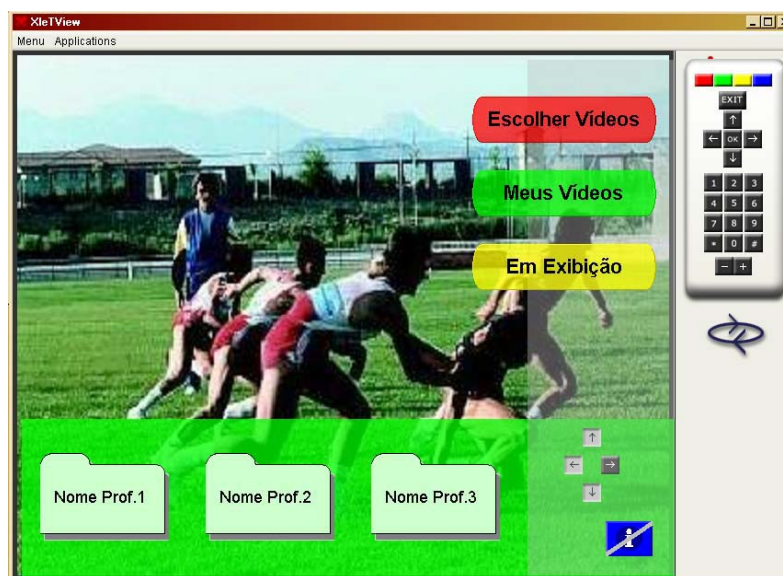 XleTView
Menu Applications
Escolher Vídeos
Meus Vídeos
Em Exibição
Nome Prof.1
Nome Prof.2
Nome Prof.3
i
EXIT
OK
1 2 3
4 5 6
7 8 9
* 0 #
- +